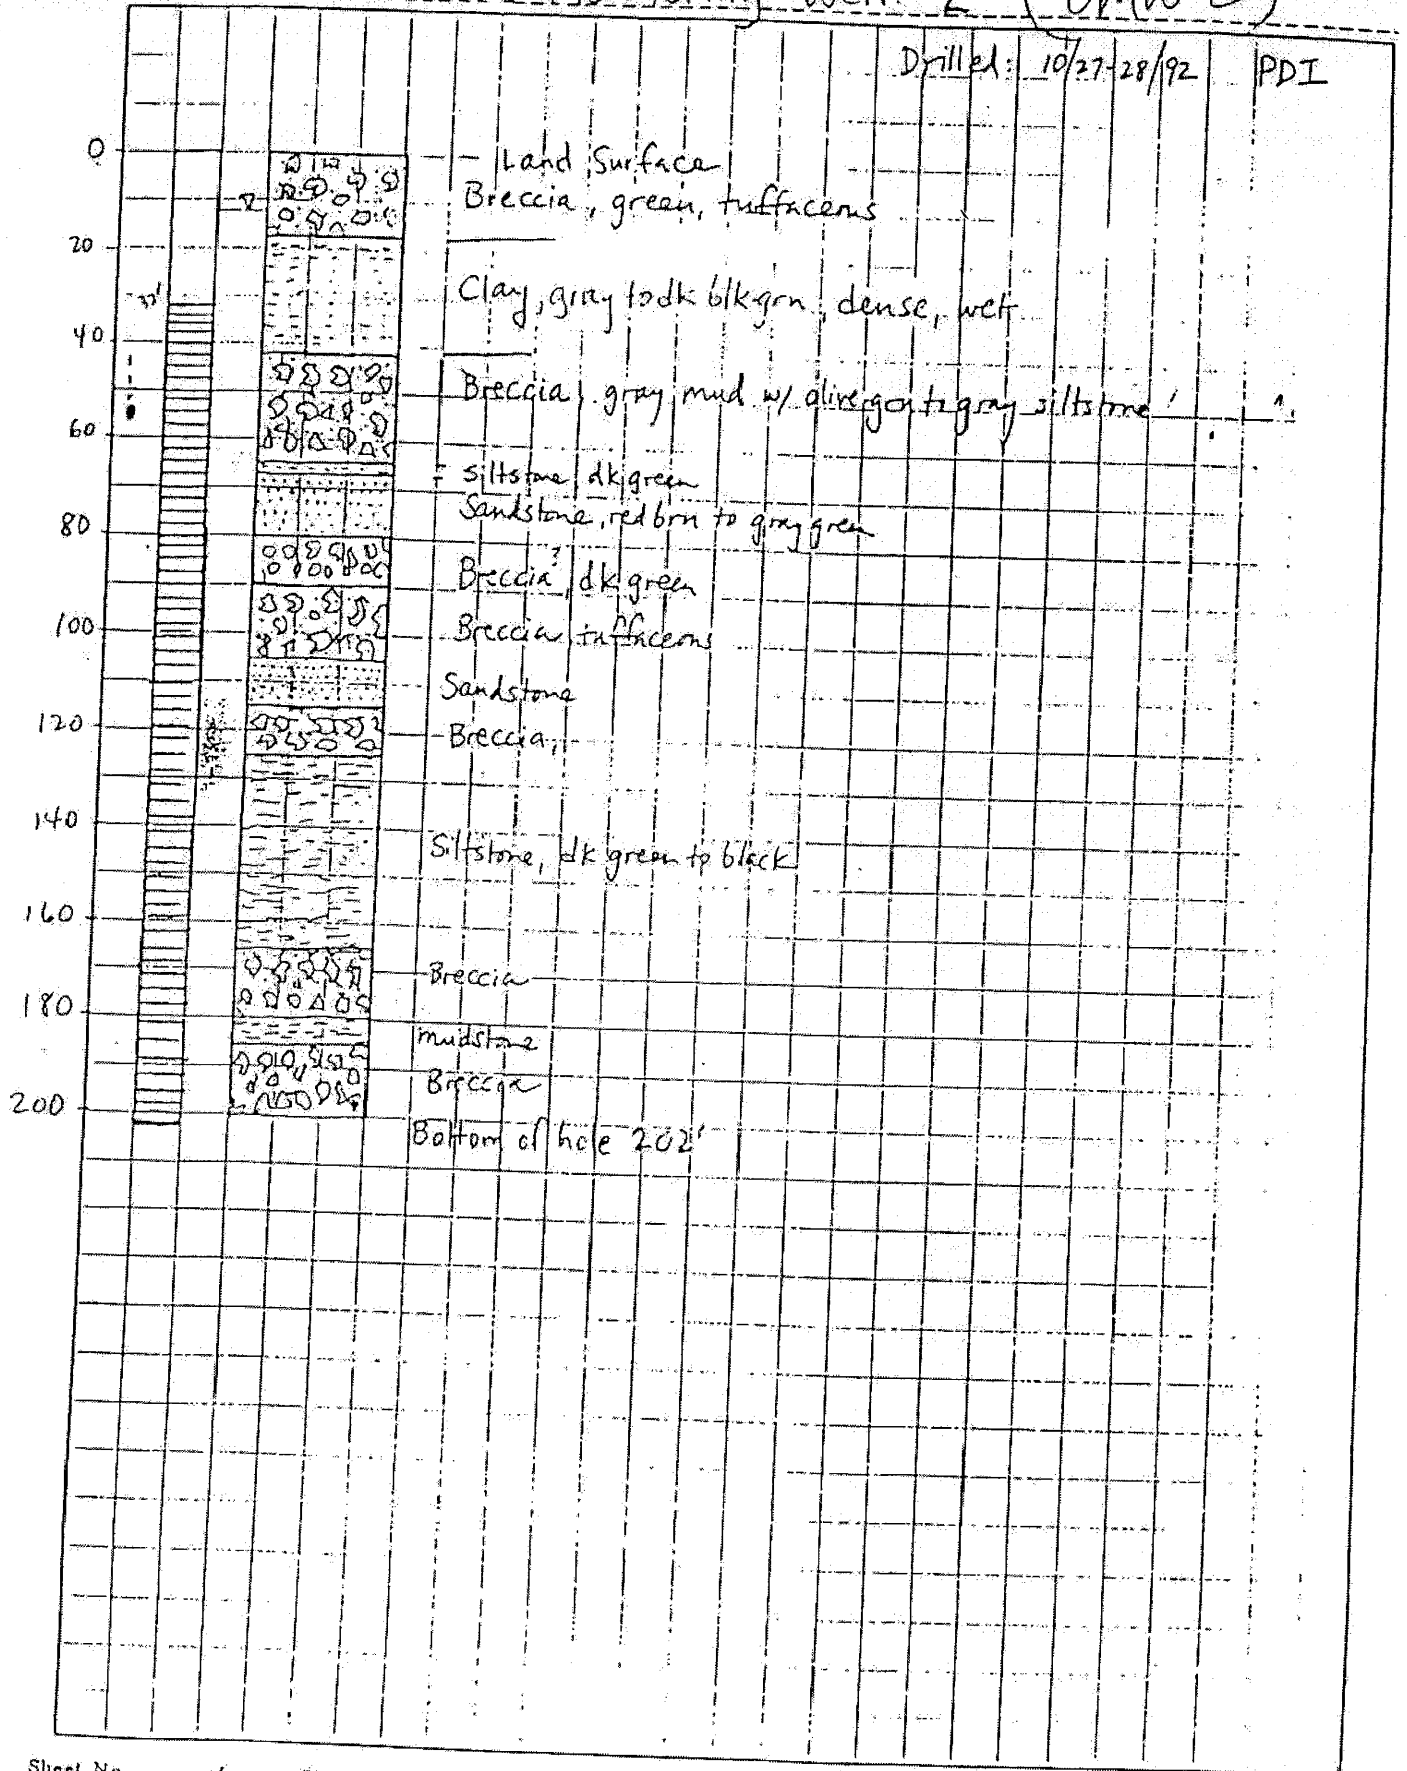 Well 2
Drilled: 10/27-28/92 PDI
0
Land Surface
Breccia, green, tuffaceous
20
Clay, gray to dk blk grn, dense, wet
32'
40
Breccia, gray mud w/ olive grn to gray siltstone
60
Siltstone, dk green
Sandstone, red brn to gray green
80
Breccia?, dk green
100
Breccia, tuffaceous
Sandstone
120
Breccia,
140
Siltstone, dk green to black
160
Breccia
180
mudstone
Breccia
200
Bottom of hole 202'
Sheet No.